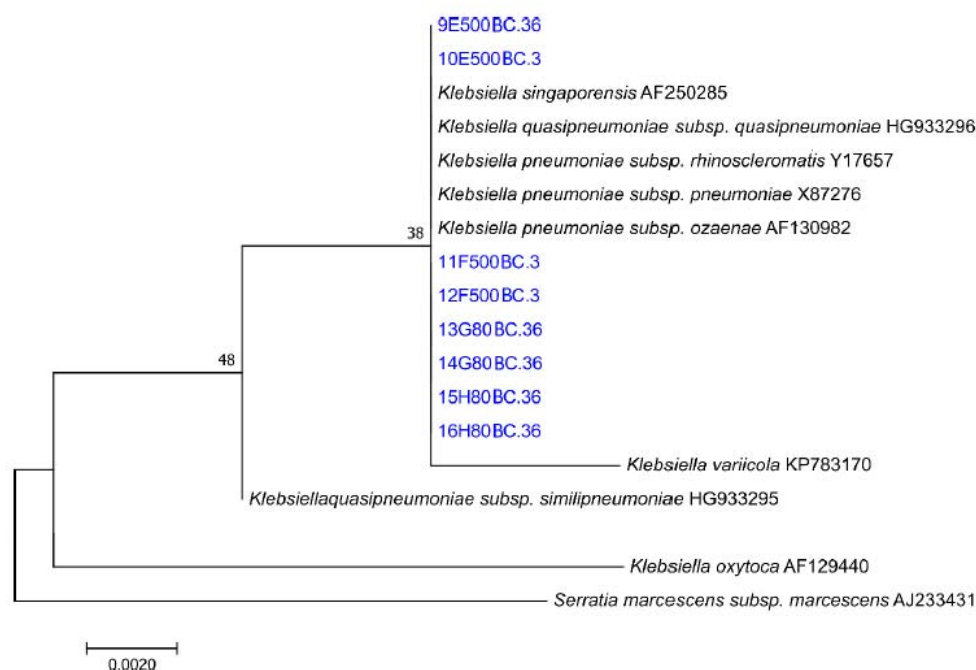 9E500BC.36
10E500BC.3
Klebsiella singaporensis AF250285
Klebsiella quasipneumoniae subsp. quasipneumoniae HG933296
Klebsiella pneumoniae subsp. rhinoscleromatis Y17657
Klebsiella pneumoniae subsp. pneumoniae X87276
Klebsiella pneumoniae subsp. ozaenae AF130982
38
11F500BC.3
12F500BC.3
13G80BC.36
48
14G80BC.36
15H80BC.36
16H80BC.36
Klebsiella variicola KP783170
Klebsiellaquasipneumoniae subsp. similipneumoniae HG933295
Klebsiella oxytoca AF129440
Serratia marcescens subsp. marcescens AJ233431
0.0020